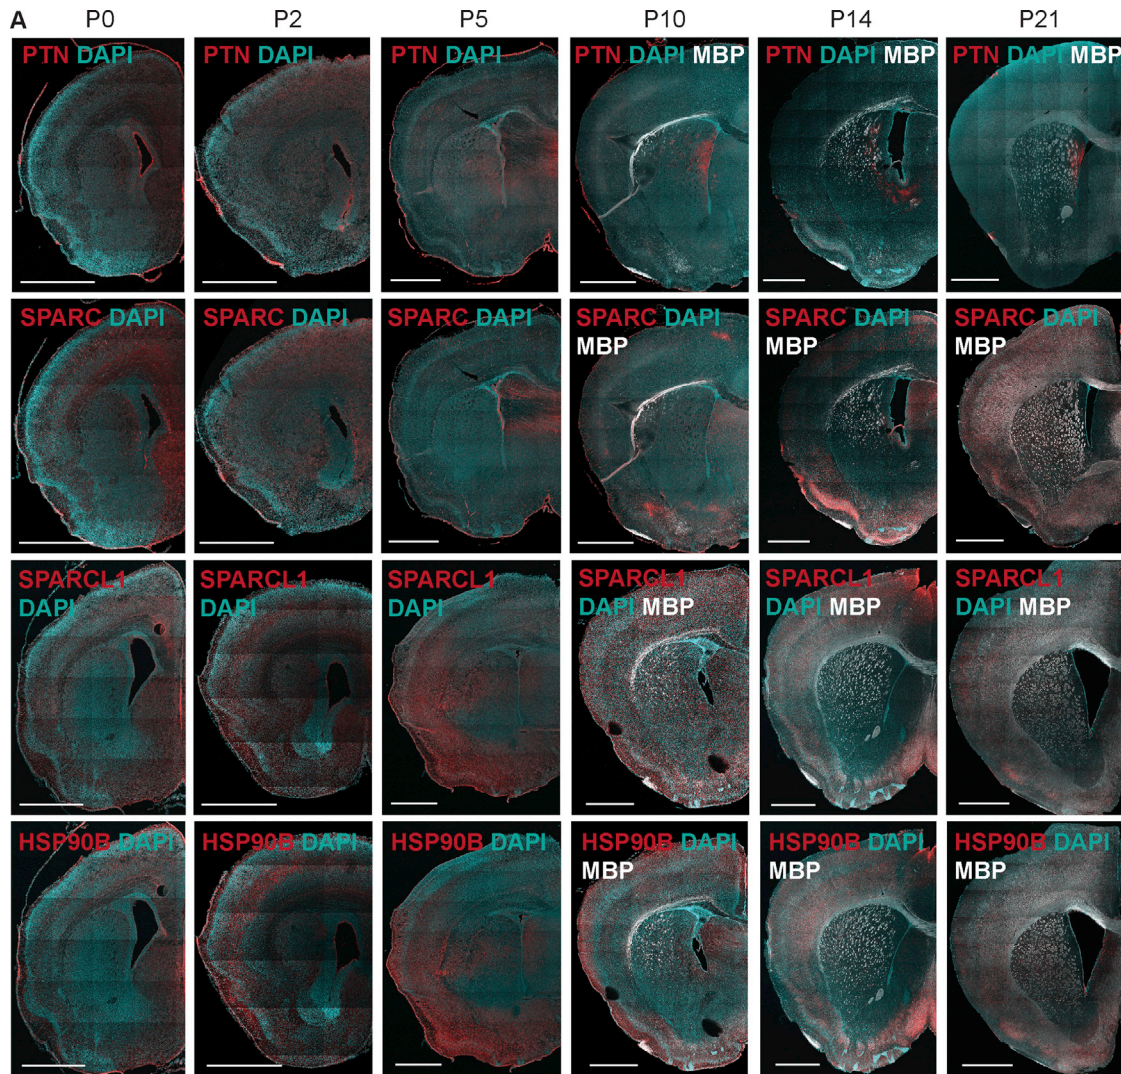 A P0 P2 P5 P10 P14 P21
PTN DAPI PTN DAPI PTN DAPI PTN DAPI MBP PTN DAPI MBP PTN DAPI MBP
SPARC DAPI SPARC DAPI SPARC DAPI SPARC DAPI SPARC DAPI SPARC DAPI
MBP MBP MBP
SPARCL1 SPARCL1 SPARCL1 SPARCL1 SPARCL1 SPARCL1
DAPI DAPI DAPI DAPI MBP DAPI MBP DAPI MBP
HSP90B DAPI HSP90B DAPI HSP90B DAPI HSP90B DAPI HSP90B DAPI HSP90B DAPI
MBP MBP MBP